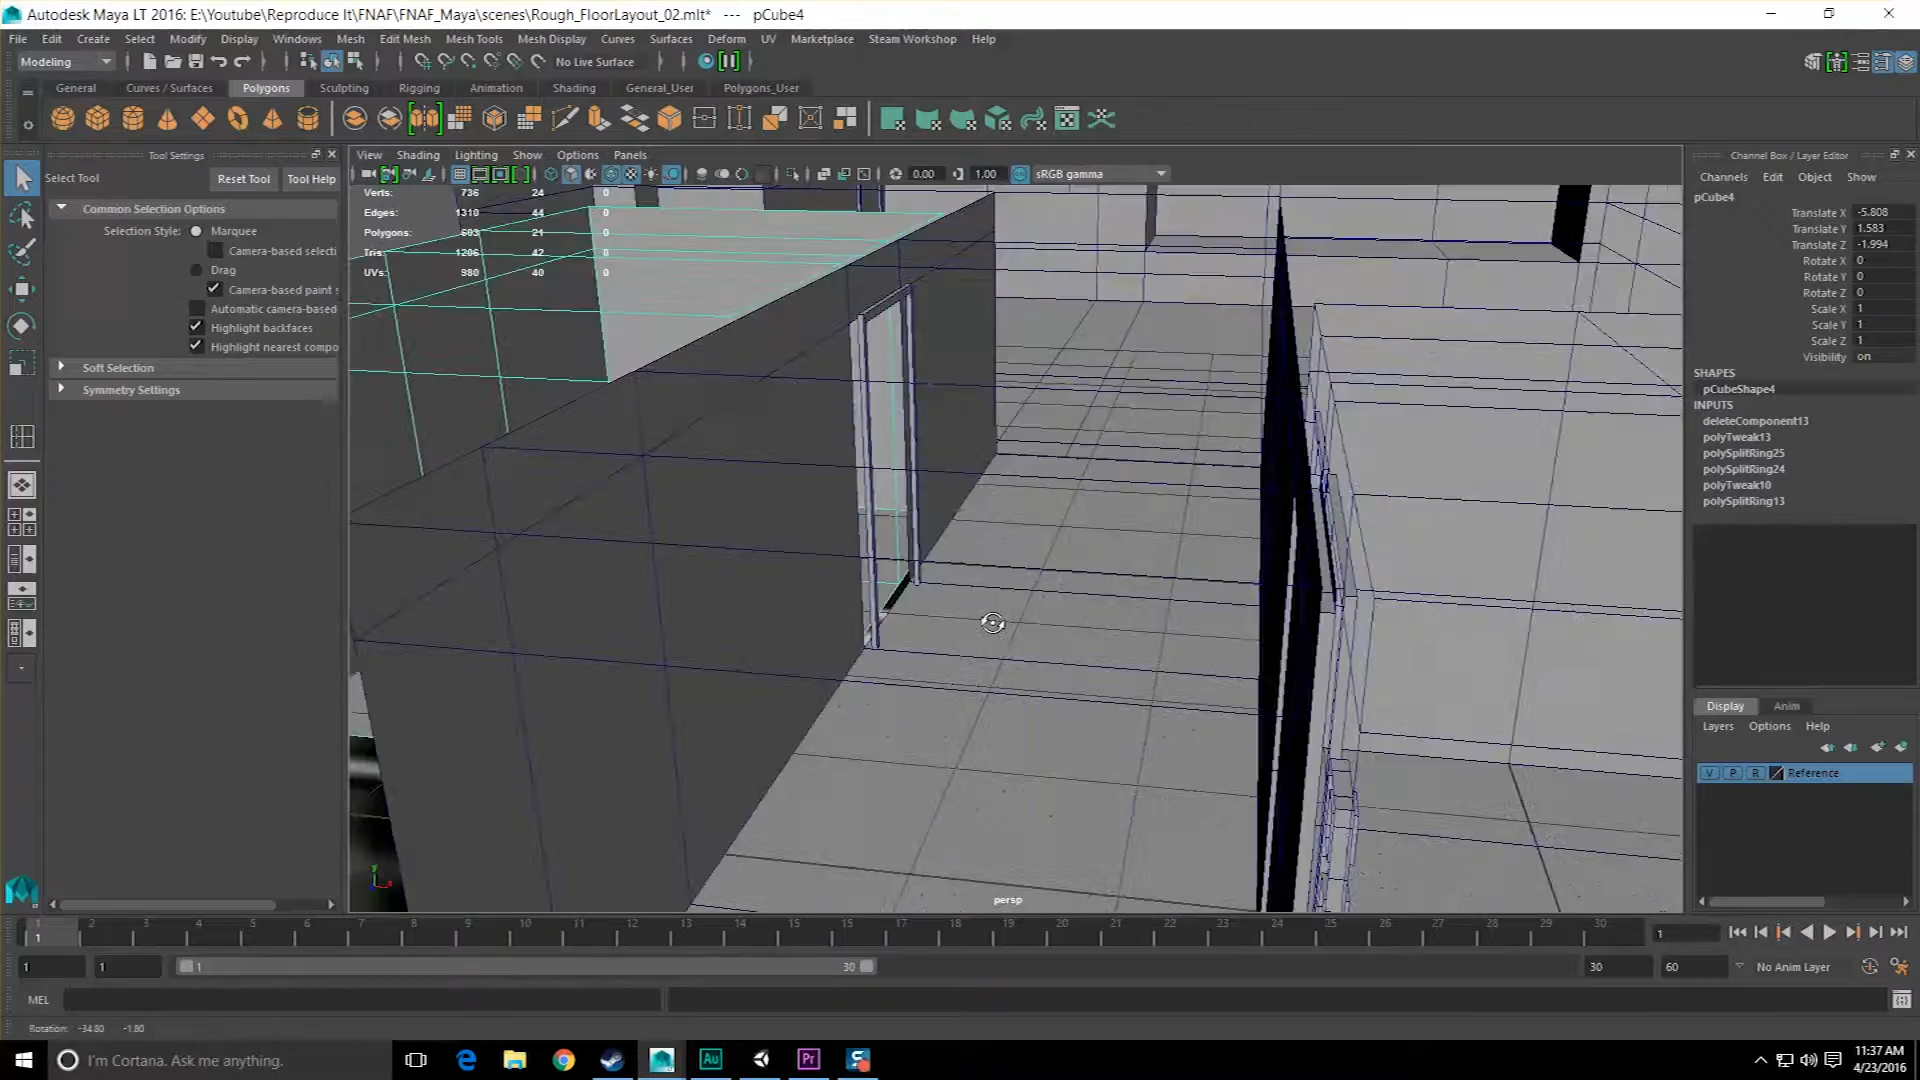 Autodesk Maya LT 2016: E:\Youtube\Reproduce It\FNAF\FNAF_Maya\scenes\Rough_FloorLayout_02.mlt* --- pCube4
File Edit Create Select Modify Display Windows Mesh Edit Mesh Mesh Tools Mesh Display Curves Surfaces Deform UV Marketplace Steam Workshop Help
Modeling No Live Surface
General Curves / Surfaces Polygons Sculpting Rigging Animation Shading General_User Polygons_User
Tool Settings
Select Tool Reset Tool Tool Help
Common Selection Options
Selection Style: Marquee
Camera-based selecti
Drag
Camera-based paint s
Automatic camera-based
Highlight backfaces
Highlight nearest compo
Soft Selection
Symmetry Settings
View Shading Lighting Show Options Panels
0.00 1.00 sRGB gamma
Verts: 736 24 0
Edges: 1310 44 0
Polygons: 603 21 0
Tris: 1206 42 0
UVs: 980 40 0
persp
Channel Box / Layer Editor
Channels Edit Object Show
pCube4
Translate X -5.808
Translate Y 1.583
Translate Z -1.994
Rotate X 0
Rotate Y 0
Rotate Z 0
Scale X 1
Scale Y 1
Scale Z 1
Visibility on
SHAPES
pCubeShape4
INPUTS
deleteComponent13
polyTweak13
polySplitRing25
polySplitRing24
polyTweak10
polySplitRing13
Display Anim
Layers Options Help
V P R Reference
1 2 3 4 5 6 7 8 9 10 11 12 13 14 15 16 17 18 19 20 21 22 23 24 25 26 27 28 29 30
1 1
1 1 1 30 30 60 No Anim Layer
MEL
Rotation: -34.80 -1.80
I'm Cortana. Ask me anything. Au Pr
11:37 AM
4/23/2016